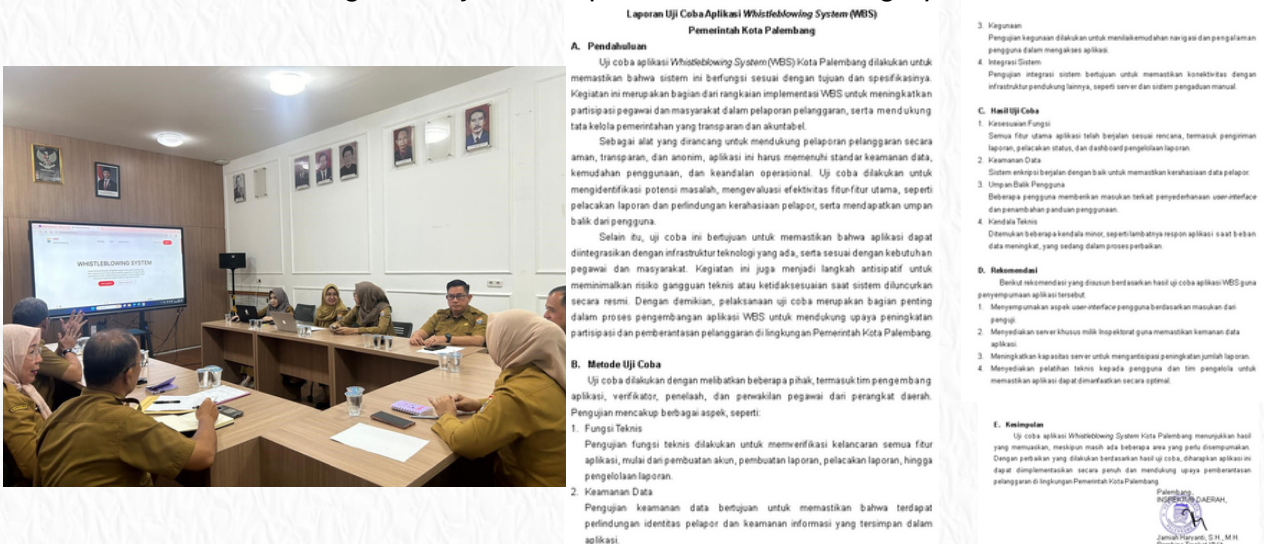 Laporan Uji Coba Aplikasi Whistleblowing System (WBS)
Pemerintah Kota Palembang
A. Pendahuluan
Uji coba aplikasi Whistleblowing System (WBS) Kota Palembang dilakukan untuk
memastikan bahwa sistem ini berfungsi sesuai dengan tujuan dan spesifikasinya.
Kegiatan ini merupakan bagian dari rangkaian implementasi WBS untuk meningkatkan
partisipasi pegawai dan masyarakat dalam pelaporan pelanggaran, serta mendukung
tata kelola pemerintahan yang transparan dan akuntabel.
Sebagai alat yang dirancang untuk mendukung pelaporan pelanggaran secara
aman, transparan, dan anonim, aplikasi ini harus memenuhi standar keamanan data,
kemudahan penggunaan, dan keandalan operasional. Uji coba dilakukan untuk
mengidentifikasi potensi masalah, mengevaluasi efektivitas fitur-fitur utama, seperti
pelacakan laporan dan perlindungan kerahasiaan pelapor, serta mendapatkan umpan
balik dari pengguna.
Selain itu, uji coba ini bertujuan untuk memastikan bahwa aplikasi dapat
diintegrasikan dengan infrastruktur teknologi yang ada, serta sesuai dengan kebutuhan
pegawai dan masyarakat. Kegiatan ini juga menjadi langkah antisipatif untuk
meminimalkan risiko gangguan teknis atau ketidaksesuaian saat sistem diluncurkan
secara resmi. Dengan demikian, pelaksanaan uji coba merupakan bagian penting
dalam proses pengembangan aplikasi WBS untuk mendukung upaya peningkatan
partisipasi dan pemberantasan pelanggaran di lingkungan Pemerintah Kota Palembang.
B. Metode Uji Coba
Uji coba dilakukan dengan melibatkan beberapa pihak, termasuk tim pengembang
aplikasi, verifikator, penelaah, dan perwakilan pegawai dari perangkat daerah.
Pengujian mencakup berbagai aspek, seperti:
1. Fungsi Teknis
Pengujian fungsi teknis dilakukan untuk memverifikasi kelancaran semua fitur
aplikasi, mulai dari pembuatan akun, pembuatan laporan, pelacakan laporan, hingga
pengelolaan laporan.
2. Keamanan Data
Pengujian keamanan data bertujuan untuk memastikan bahwa terdapat
perlindungan identitas pelapor dan keamanan informasi yang tersimpan dalam
aplikasi.
3. Kegunaan
Pengujian kegunaan dilakukan untuk menilai kemudahan navigasi dan pengalaman
pengguna dalam mengakses aplikasi.
4. Integrasi Sistem
Pengujian integrasi sistem bertujuan untuk memastikan konektivitas dengan
infrastruktur pendukung lainnya, seperti server dan sistem pengaduan manual.
C. Hasil Uji Coba
1. Kesesuaian Fungsi
Semua fitur utama aplikasi telah berjalan sesuai rencana, termasuk pengiriman
laporan, pelacakan status, dan dashboard pengelolaan laporan.
2. Keamanan Data
Sistem enkripsi berjalan dengan baik untuk memastikan kerahasiaan data pelapor.
3. Umpan Balik Pengguna
Beberapa pengguna memberikan masukan terkait penyederhanaan user-interface
dan penambahan panduan penggunaan.
4. Kendala Teknis
Ditemukan beberapa kendala minor, seperti lambatnya respon aplikasi saat beban
data meningkat, yang sedang dalam proses perbaikan.
D. Rekomendasi
Berikut rekomendasi yang disusun berdasarkan hasil uji coba aplikasi WBS guna
penyempurnaan aplikasi tersebut.
1. Menyempurnakan aspek user-interface pengguna berdasarkan masukan dari
penguji.
2. Menyediakan server khusus milik Inspektorat guna memastikan kemanan data
aplikasi.
3. Meningkatkan kapasitas server untuk mengantisipasi peningkatan jumlah laporan.
4. Menyediakan pelatihan teknis kepada pengguna dan tim pengelola untuk
memastikan aplikasi dapat dimanfaatkan secara optimal.
E. Kesimpulan
Uji coba aplikasi Whistleblowing System Kota Palembang menunjukkan hasil
yang memuaskan, meskipun masih ada beberapa area yang perlu disempurnakan.
Dengan perbaikan yang dilakukan berdasarkan hasil uji coba, diharapkan aplikasi ini
dapat diimplementasikan secara penuh dan mendukung upaya pemberantasan
pelanggaran di lingkungan Pemerintah Kota Palembang.
Palembang,
INSPEKTUR DAERAH,
Jamiah Haryanti, S.H., M.H.
WHISTLEBLOWING SYSTEM